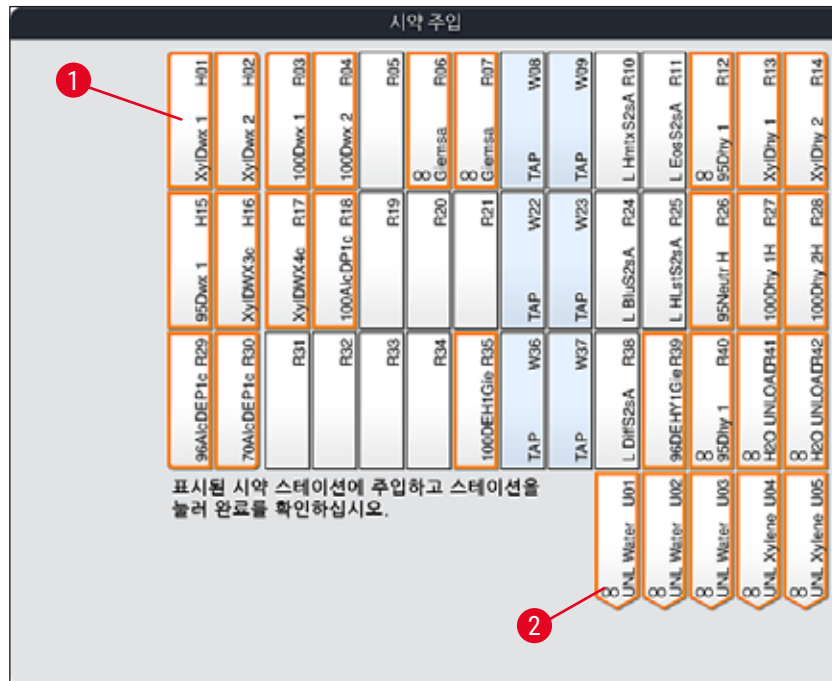 시약 주입
1
XylDwx 1 H01
XylDwx 2 H02
100Dwx 1 R03
100Dwx 2 R04
R05
∞ Giemsa R06
∞ Giemsa R07
TAP W08
TAP W09
L HmtxS2sA R10
L EosS2sA R11
∞ 95Dhy 1 R12
XylDhy 1 R13
XylDhy 2 R14
95Dwx 1 H15
XylDWX3c H16
XylDWX4c R17
100AlcDP1c R18
R19
R20
R21
TAP W22
TAP W23
L BluS2sA R24
L HLstS2sA R25
95Neutr H R26
100Dhy 1H R27
100Dhy 2H R28
96AlcDEP1c R29
70AlcDEP1c R30
R31
R32
R33
R34
100DEH1Gie R35
TAP W36
TAP W37
L DiffS2sA R38
96DEHY1Gie R39
∞ 95Dhy 1 R40
∞ H2O UNLOAD R41
∞ H2O UNLOAD R42
표시된 시약 스테이션에 주입하고 스테이션을
눌러 완료를 확인하십시오.
∞ UNL Water U01
∞ UNL Water U02
∞ UNL Water U03
∞ UNL Xylene U04
∞ UNL Xylene U05
2